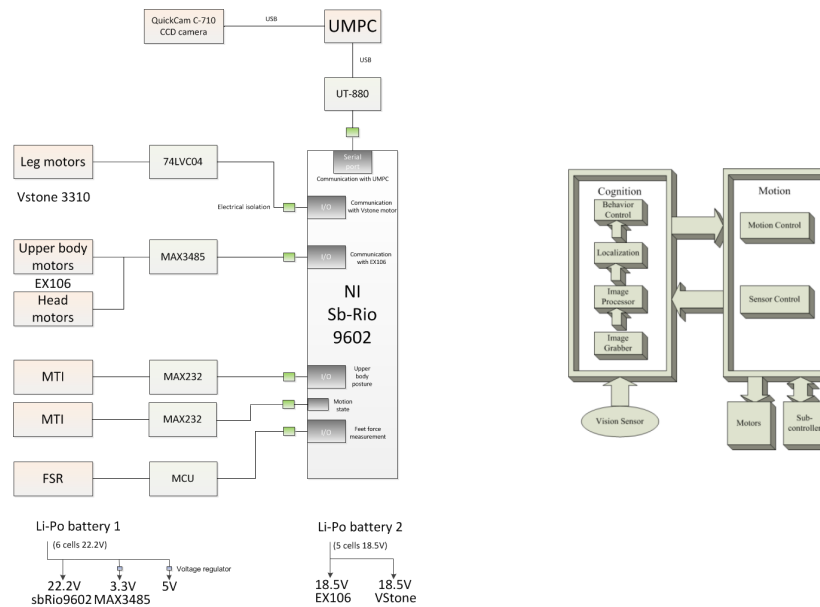 QuickCam C-710
CCD camera
USB
UMPC
USB
UT-880
Serial
port
Communication with UMPC
Leg motors
74LVC04
Vstone 3310
Electrical isolation
I/O
Communication
with Vstone motor
Upper body
motors
EX106
Head
motors
MAX3485
I/O
Communication
with EX106
NI
Sb-Rio
9602
MTI
MAX232
I/O
Upper
body
posture
MTI
MAX232
Motion
state
FSR
MCU
I/O
Feet force
measurement
Li-Po battery 1
(6 cells 22.2V)
Voltage regulator
22.2V
sbRio9602
3.3V
MAX3485
5V
Li-Po battery 2
(5 cells 18.5V)
18.5V
EX106
18.5V
VStone
Cognition
Behavior
Control
Localization
Image
Processor
Image
Grabber
Vision Sensor
Motion
Motion Control
Sensor Control
Motors
Sub-
controller